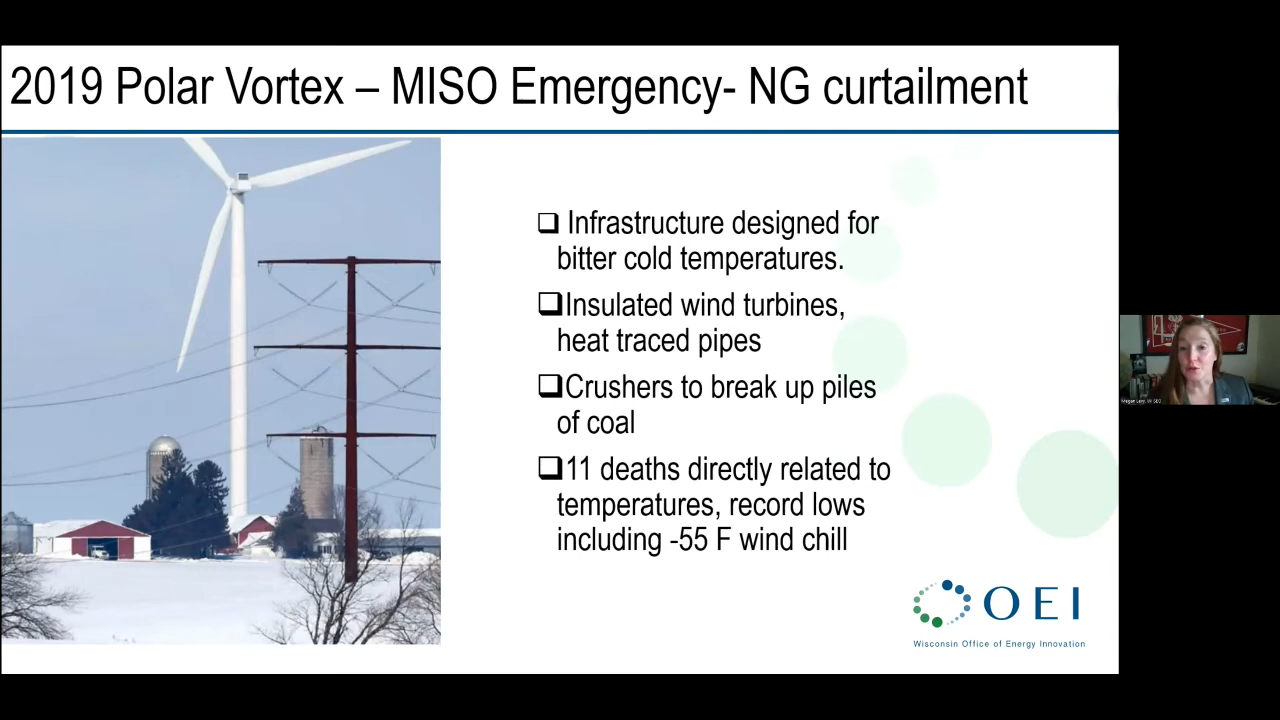 2019 Polar Vortex – MISO Emergency- NG curtailment
❑ Infrastructure designed for
bitter cold temperatures.
❑Insulated wind turbines,
heat traced pipes
❑Crushers to break up piles
of coal
❑11 deaths directly related to
temperatures, record lows
including -55 F wind chill
OEI
Wisconsin Office of Energy Innovation